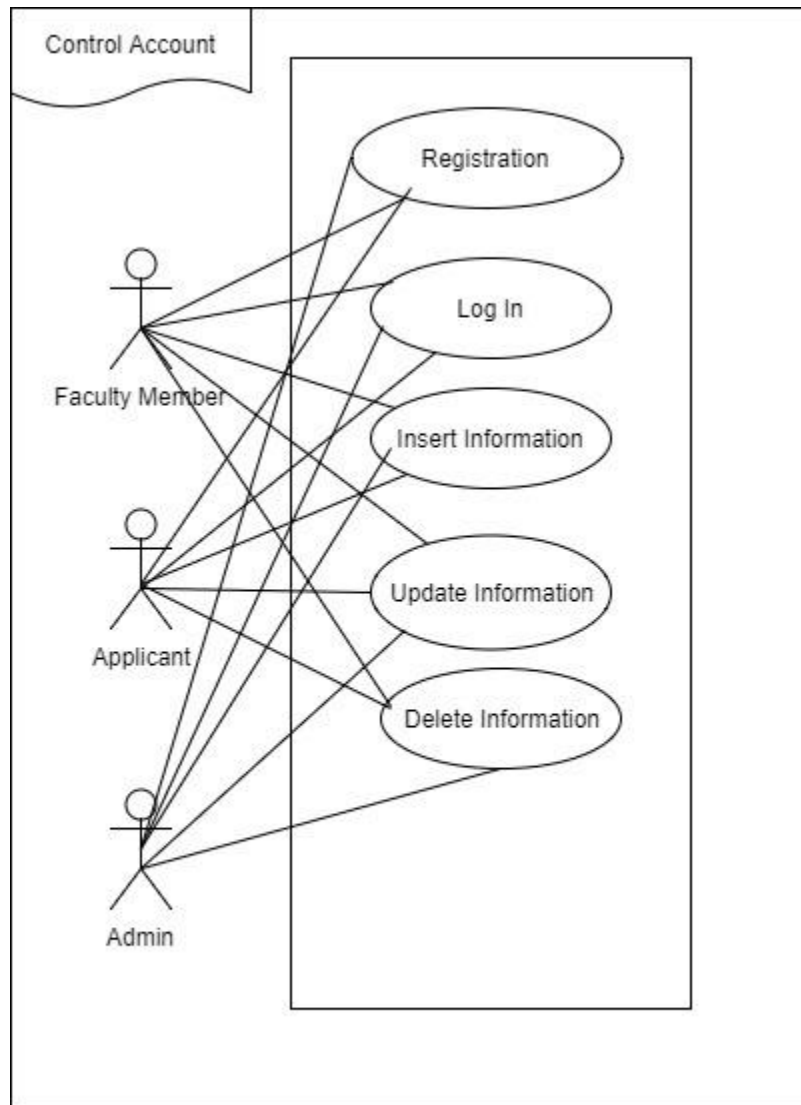 Control Account
Registration
Log In
Faculty Member
Insert Information
Update Information
Applicant
Delete Information
Admin